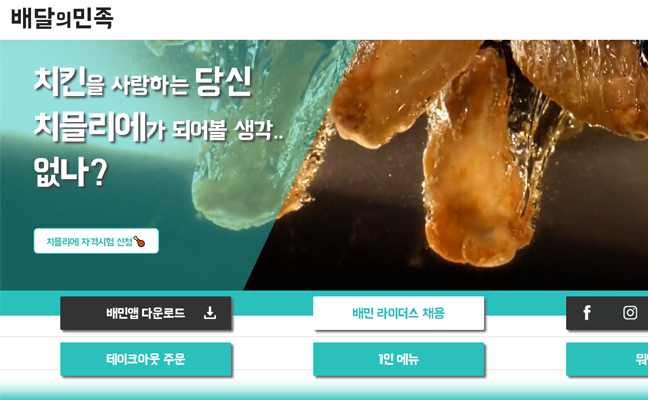 배달의민족
치킨을 사랑하는 당신
치믈리에가 되어볼 생각..
없나?
치믈리에 자격시험 신청
배민앱 다운로드
배민 라이더스 채용
테이크아웃 주문
1인 메뉴